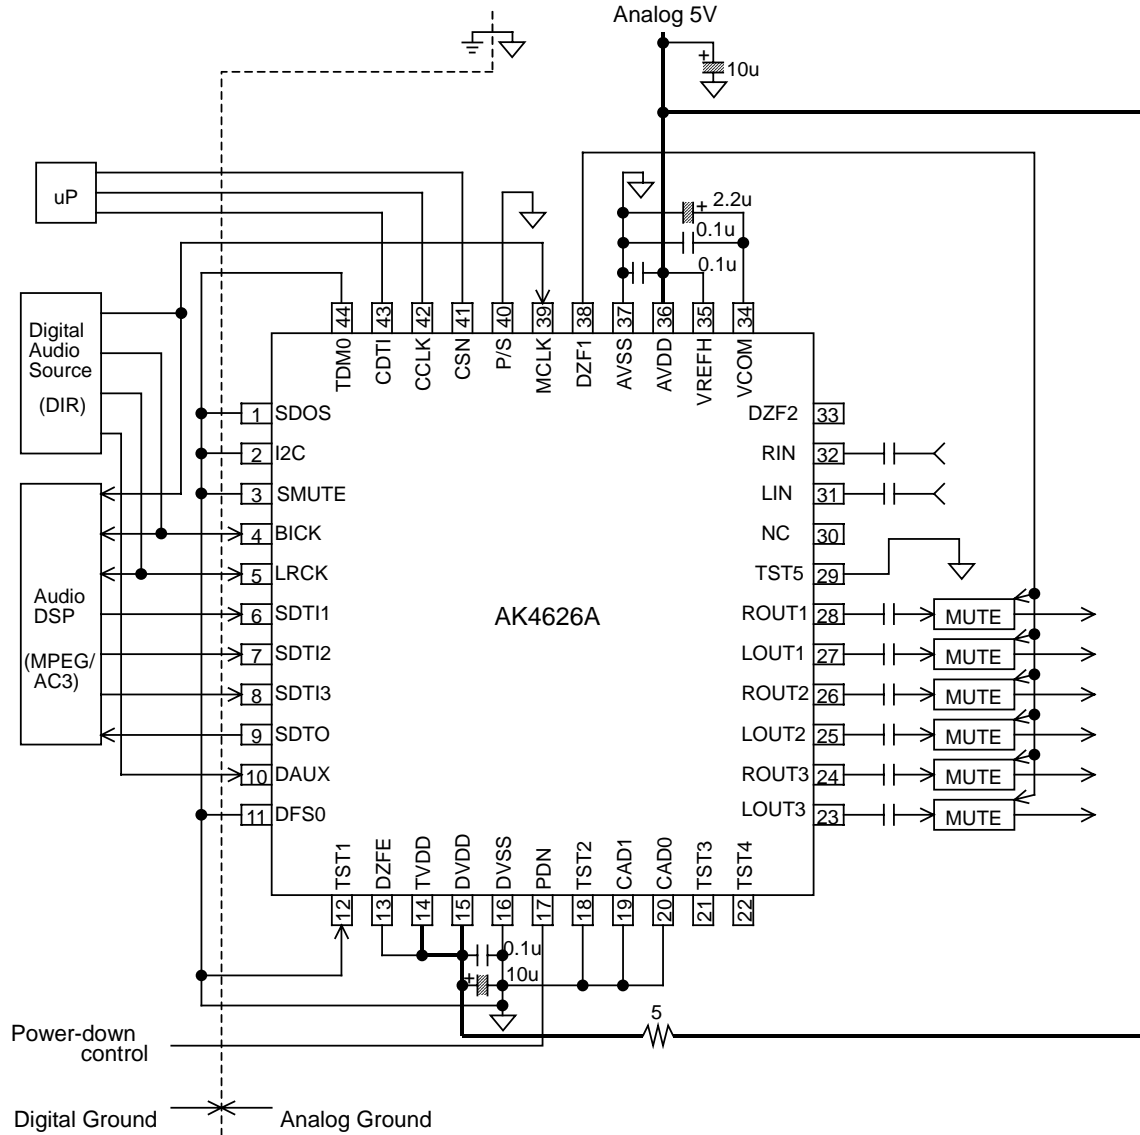 Analog 5V
+
10u
uP
+ 2.2u
0.1u
0.1u
44 43 42 41 40 39 38 37 36 35 34
TDM0 CDTI CCLK CSN P/S MCLK DZF1 AVSS AVDD VREFH VCOM
Digital
Audio
Source
(DIR)
Audio
DSP
(MPEG/
AC3)
1 SDOS
2 I2C
3 SMUTE
4 BICK
5 LRCK
6 SDTI1
7 SDTI2
8 SDTI3
9 SDTO
10 DAUX
11 DFS0
AK4626A
DZF2 33
RIN 32
LIN 31
NC 30
TST5 29
ROUT1 28 MUTE
LOUT1 27 MUTE
ROUT2 26 MUTE
LOUT2 25 MUTE
ROUT3 24 MUTE
LOUT3 23 MUTE
TST1 DZFE TVDD DVDD DVSS PDN TST2 CAD1 CAD0 TST3 TST4
12 13 14 15 16 17 18 19 20 21 22
0.1u
+ 10u
5
Power-down
control
Digital Ground
Analog Ground